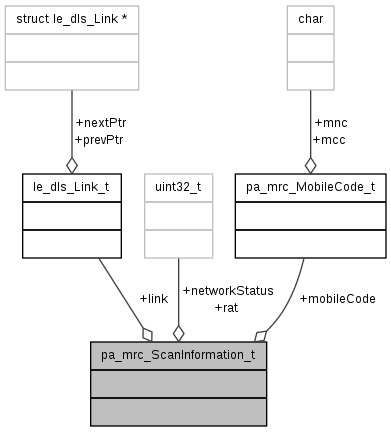 struct le_dls_Link *
char
+nextPtr
+prevPtr
+mnc
+mcc
le_dls_Link_t
uint32_t
pa_mrc_MobileCode_t
+link
+networkStatus
+rat
+mobileCode
pa_mrc_ScanInformation_t